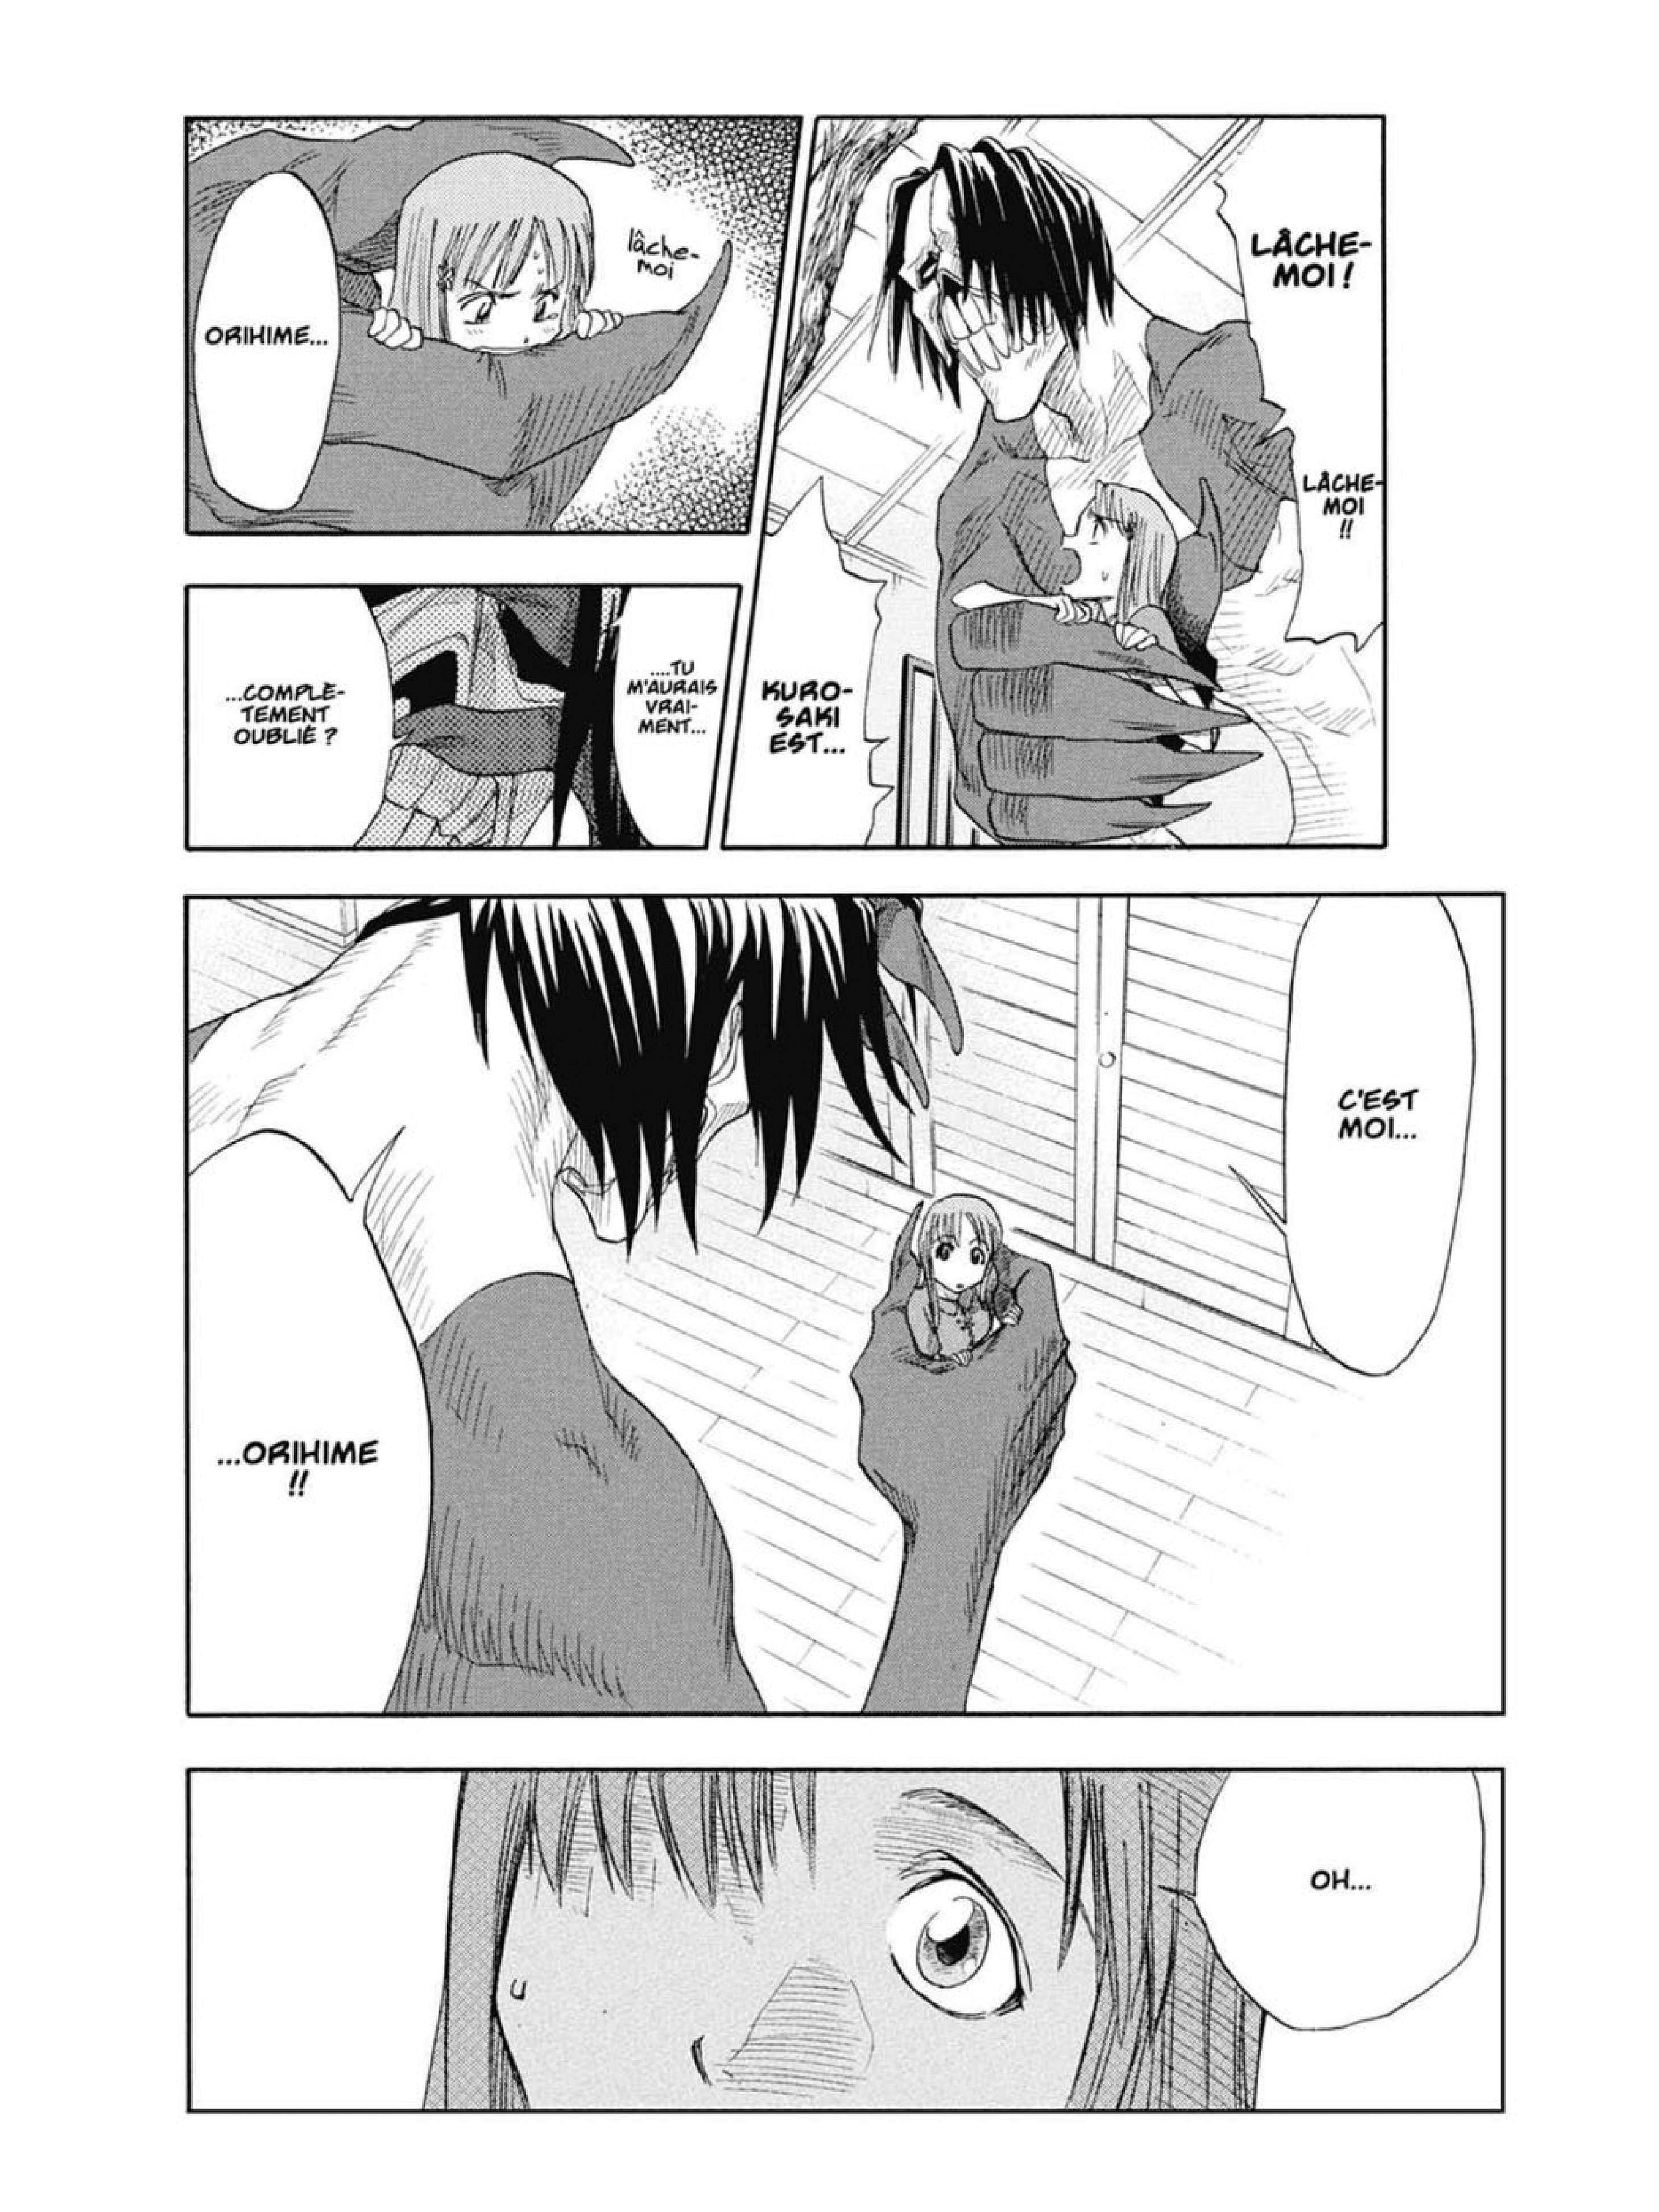 LÂCHE-
MOI !
LÂCHE-
MOI
!!
KURO-
SAKI
EST...
lâche-
moi
ORIHIME...
....TU
M'AURAIS
VRAI-
MENT...
...COMPLÈ-
TEMENT
OUBLIÉ ?
C'EST
MOI...
...ORIHIME
!!
OH...